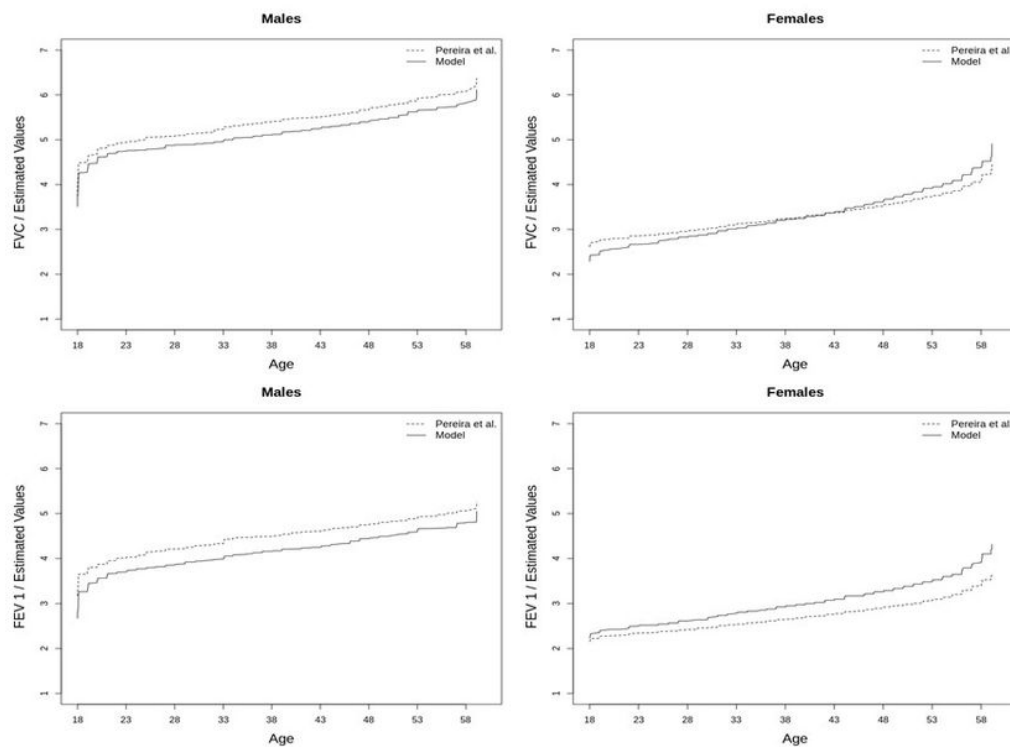 Males
FVC / Estimated Values
7
6
5
4
3
2
1
Pereira et al.
Model
18 23 28 33 38 43 48 53 58
Age
Females
FVC / Estimated Values
7
6
5
4
3
2
1
Pereira et al.
Model
18 23 28 33 38 43 48 53 58
Age
Males
FEV 1 / Estimated Values
7
6
5
4
3
2
1
Pereira et al.
Model
18 23 28 33 38 43 48 53 58
Age
Females
FEV 1 / Estimated Values
7
6
5
4
3
2
1
Pereira et al.
Model
18 23 28 33 38 43 48 53 58
Age